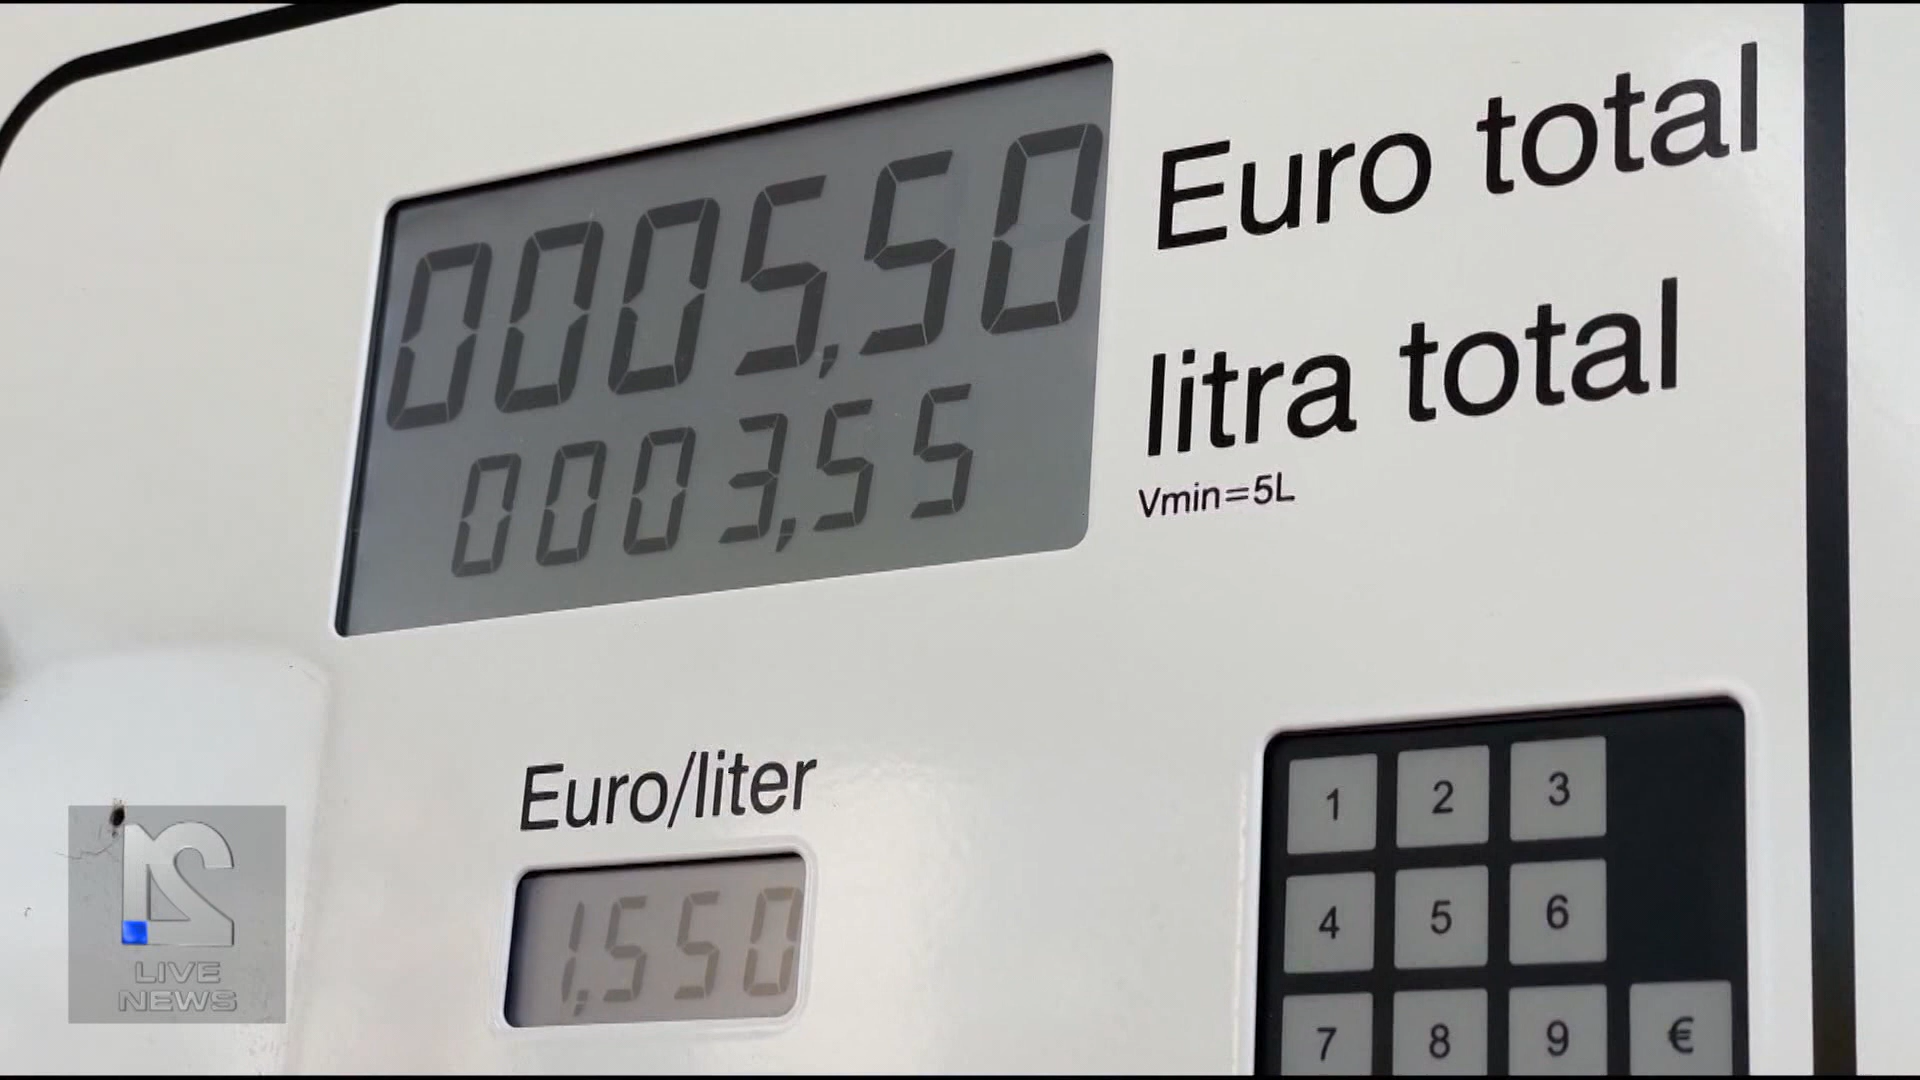 0005,50 Euro total
0003,55 litra total
Vmin=5L
Euro/liter
1,550
1 2 3
4 5 6
7 8 9 €
21
LIVE
NEWS